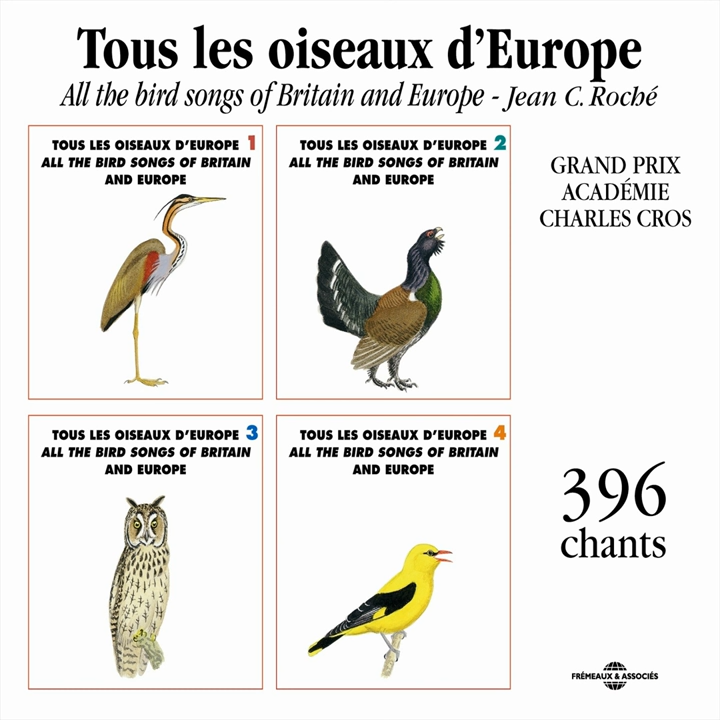 Tous les oiseaux d’Europe
All the bird songs of Britain and Europe - Jean C. Roché
TOUS LES OISEAUX D’EUROPE 1
ALL THE BIRD SONGS OF BRITAIN
AND EUROPE
TOUS LES OISEAUX D’EUROPE 2
ALL THE BIRD SONGS OF BRITAIN
AND EUROPE
GRAND PRIX
ACADÉMIE
CHARLES CROS
TOUS LES OISEAUX D’EUROPE 3
ALL THE BIRD SONGS OF BRITAIN
AND EUROPE
TOUS LES OISEAUX D’EUROPE 4
ALL THE BIRD SONGS OF BRITAIN
AND EUROPE
396
chants
FRÉMEAUX & ASSOCIÉS